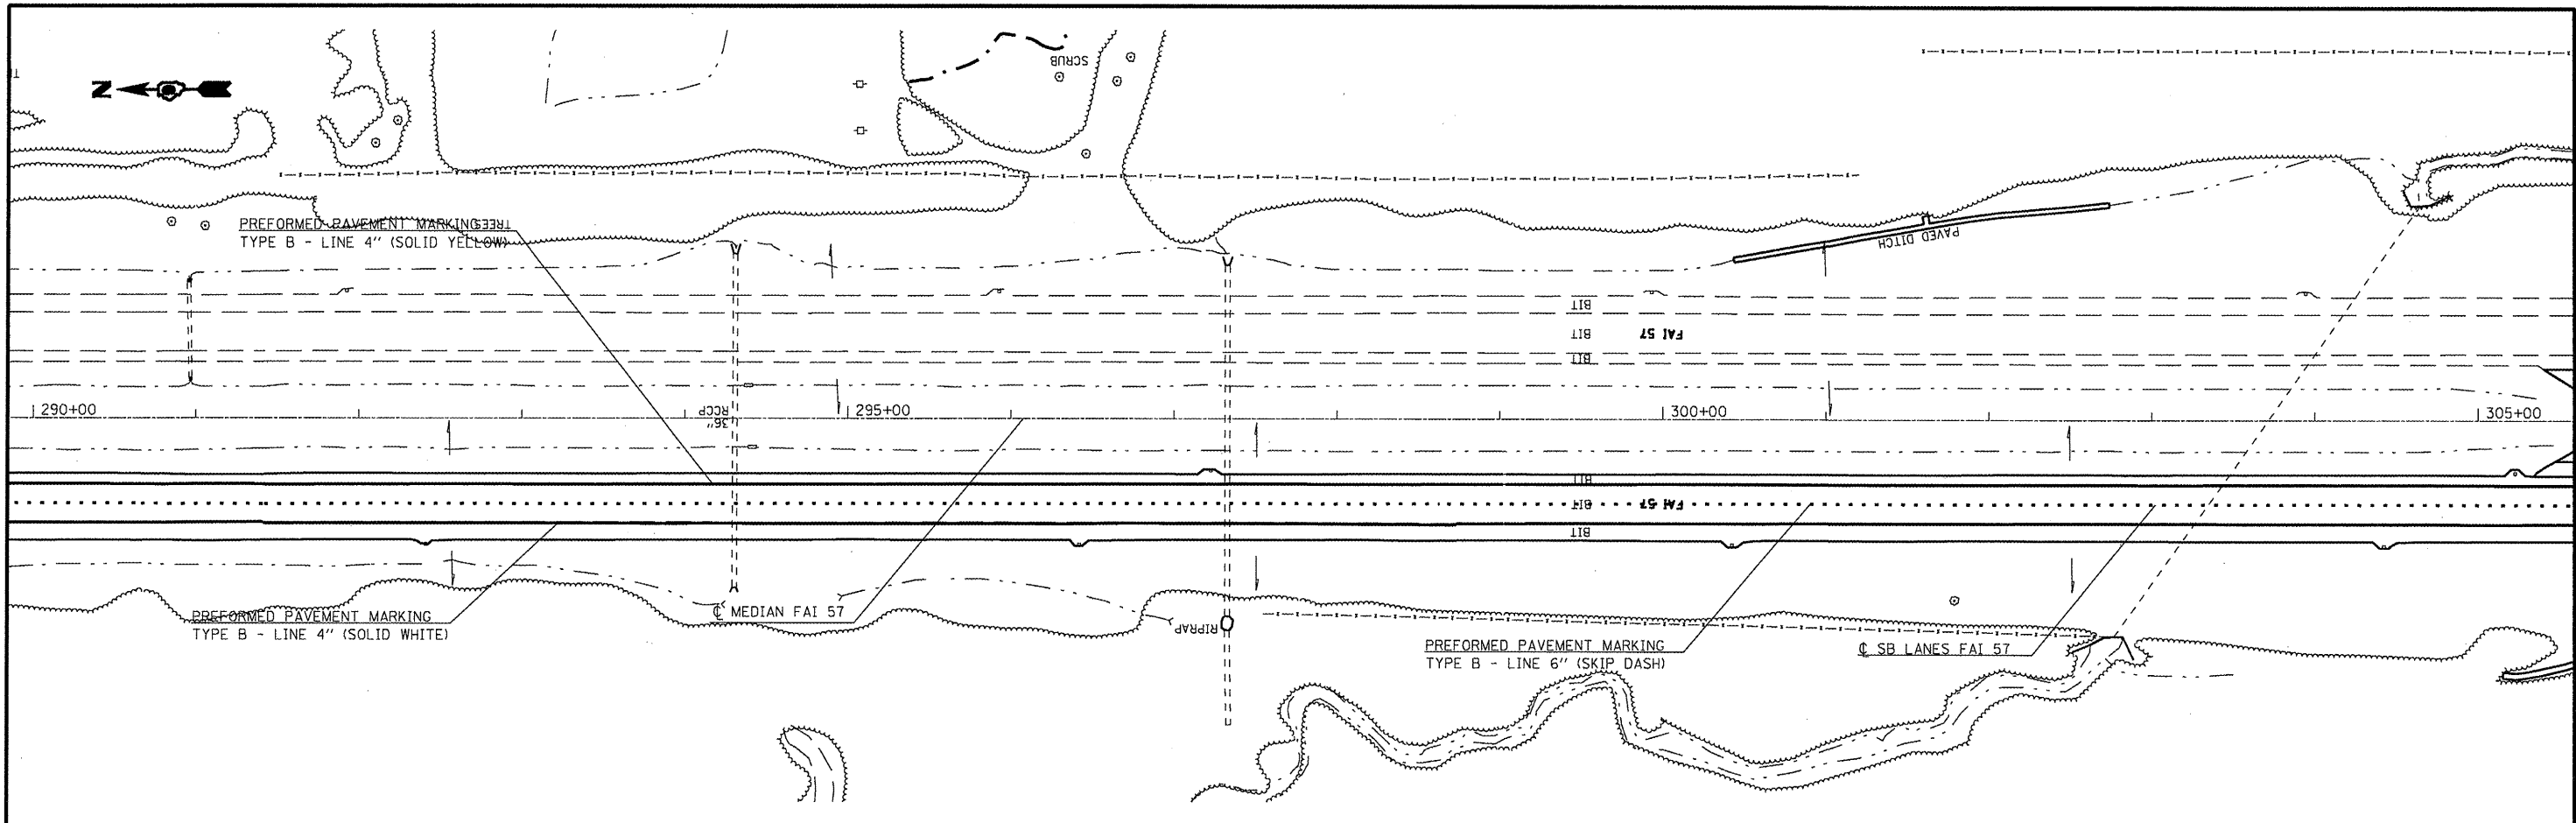 N
SCRUB
TREES
PREFORMED PAVEMENT MARKING
TYPE B - LINE 4" (SOLID YELLOW)
PAVED DITCH
BIT
BIT
FAI 57
BIT
290+00
36" RCCP
295+00
300+00
305+00
BIT
BIT
FAI 57
BIT
PREFORMED PAVEMENT MARKING
TYPE B - LINE 4" (SOLID WHITE)
℄ MEDIAN FAI 57
RIPRAP
PREFORMED PAVEMENT MARKING
TYPE B - LINE 6" (SKIP DASH)
℄ SB LANES FAI 57